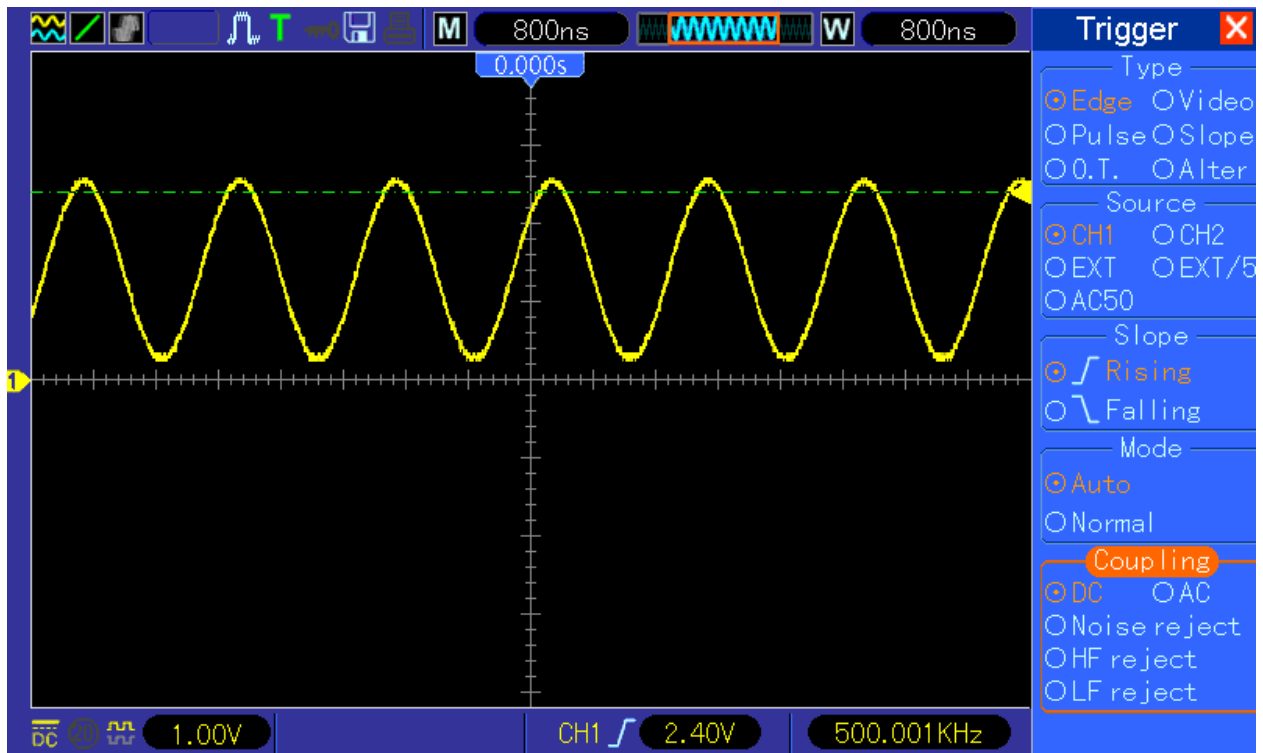 T M 800ns W 800ns
0.000s
1
DC 20 1.00V CH1 2.40V 500.001KHz
Trigger X
Type
Edge Video
Pulse Slope
O.T. Alter
Source
CH1 CH2
EXT EXT/5
AC50
Slope
Rising
Falling
Mode
Auto
Normal
Coupling
DC AC
Noise reject
HF reject
LF reject